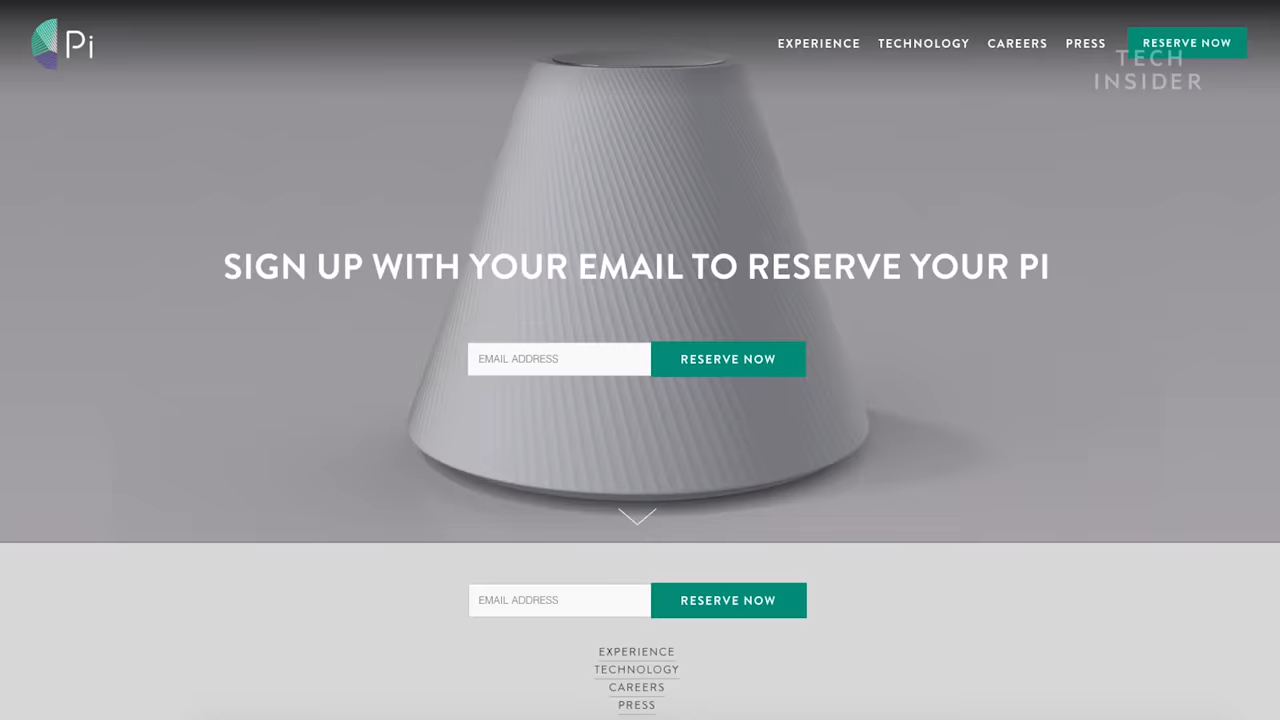 Pi
EXPERIENCE TECHNOLOGY CAREERS PRESS RESERVE NOW
TECH
INSIDER
SIGN UP WITH YOUR EMAIL TO RESERVE YOUR PI
EMAIL ADDRESS RESERVE NOW
EMAIL ADDRESS RESERVE NOW
EXPERIENCE
TECHNOLOGY
CAREERS
PRESS